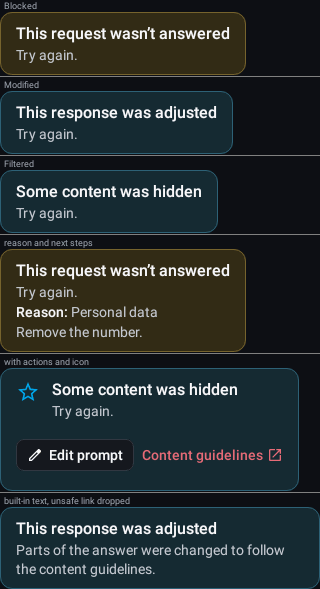 Blocked
This request wasn’t answered
Try again.
Modified
This response was adjusted
Try again.
Filtered
Some content was hidden
Try again.
reason and next steps
This request wasn’t answered
Try again.
Reason: Personal data
Remove the number.
with actions and icon
Some content was hidden
Try again.
Edit prompt Content guidelines
built-in text, unsafe link dropped
This response was adjusted
Parts of the answer were changed to follow
the content guidelines.